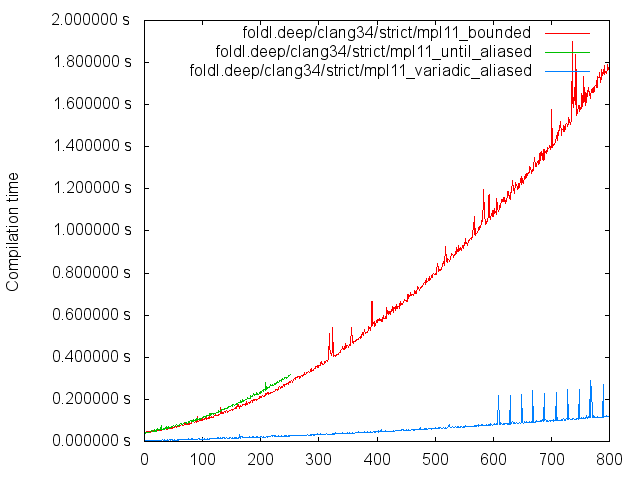 2.000000 s
1.800000 s
1.600000 s
1.400000 s
1.200000 s
1.000000 s
0.800000 s
0.600000 s
0.400000 s
0.200000 s
0.000000 s
Compilation time
foldl.deep/clang34/strict/mpl11_bounded
foldl.deep/clang34/strict/mpl11_until_aliased
foldl.deep/clang34/strict/mpl11_variadic_aliased
0 100 200 300 400 500 600 700 800